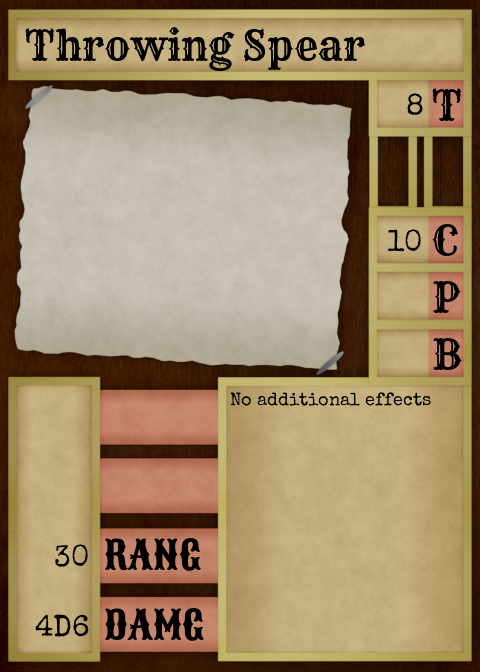 Throwing Spear
8 T
10 C
P
B
No additional effects
30 RANG
4D6 DAMG